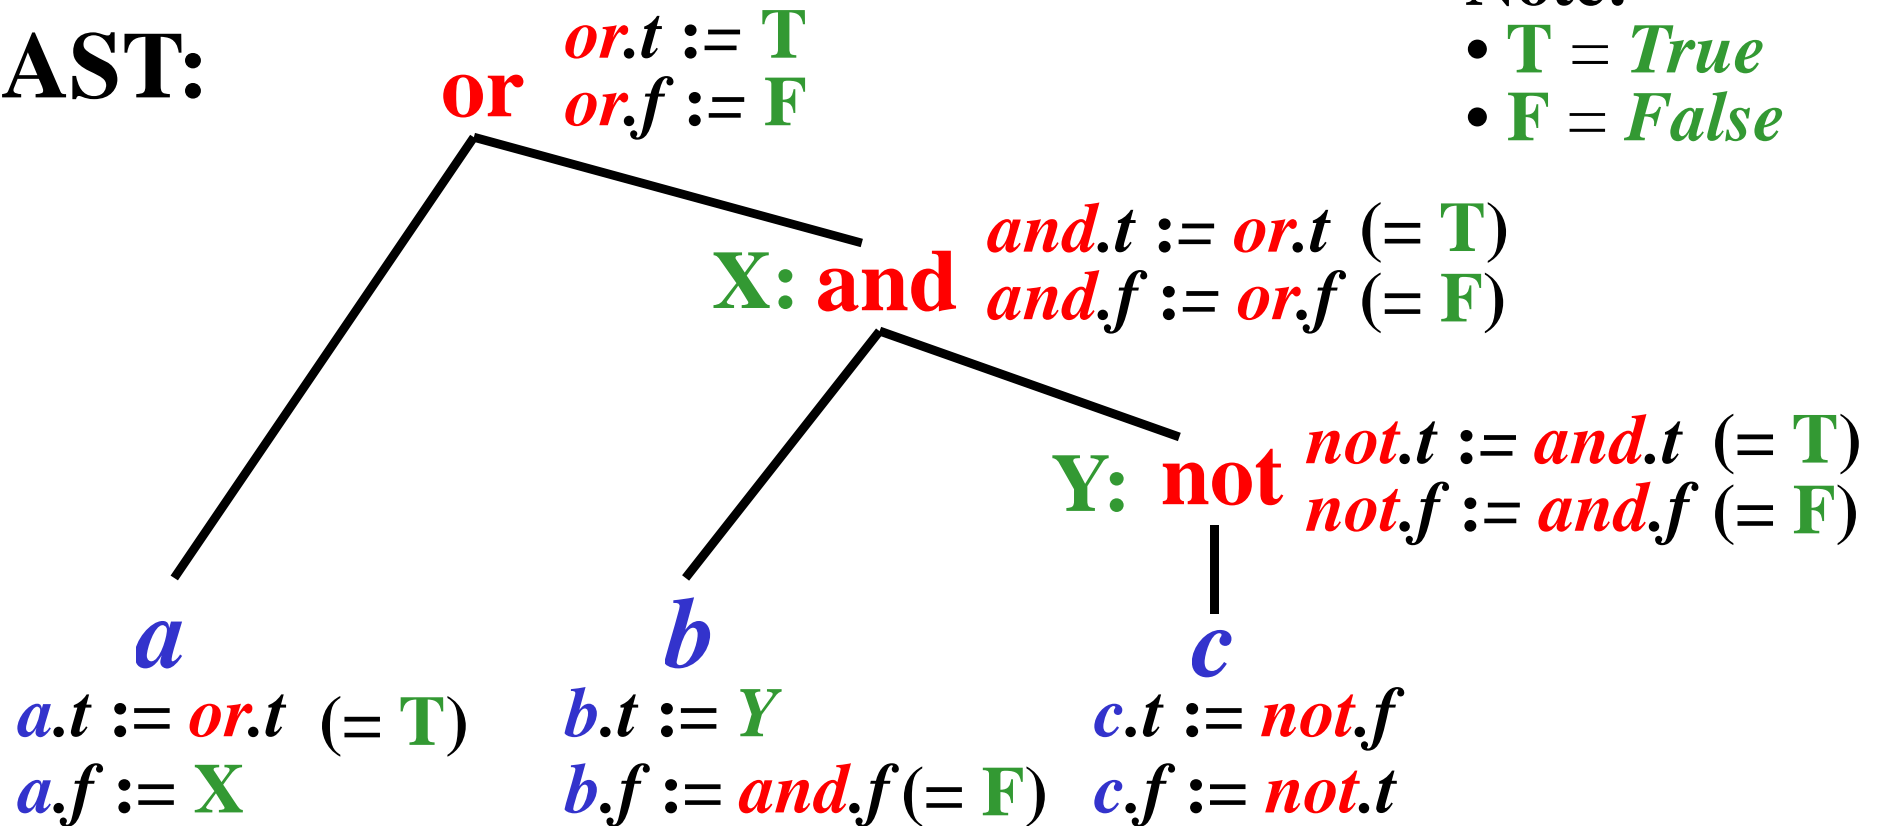 AST:
or
or.t := T
or.f := F
Note:
• T = True
• F = False
X: and
and.t := or.t (= T)
and.f := or.f (= F)
Y: not
not.t := and.t (= T)
not.f := and.f (= F)
a
a.t := or.t (= T)
a.f := X
b
b.t := Y
b.f := and.f (= F)
c
c.t := not.f
c.f := not.t